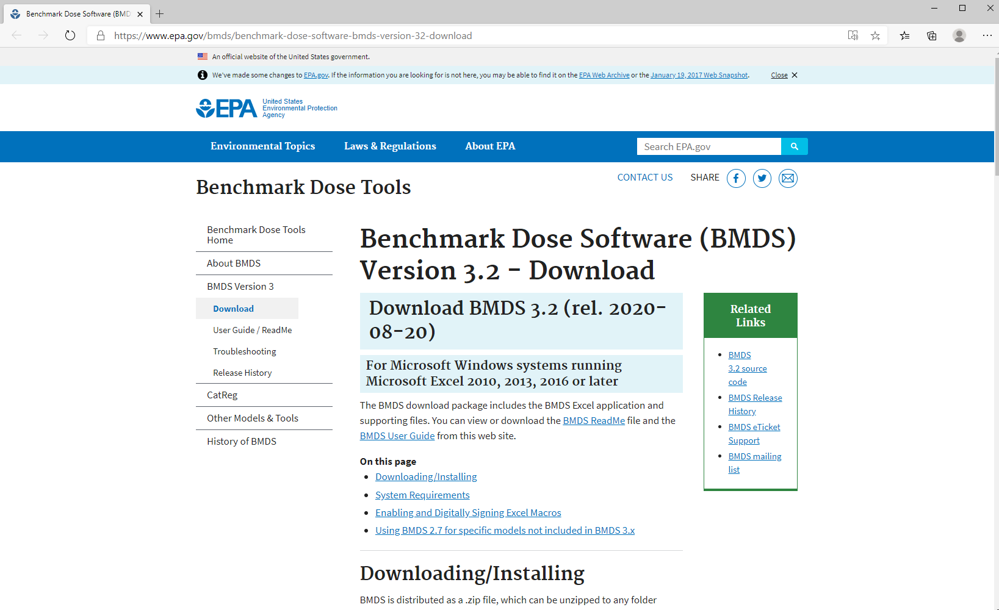 Benchmark Dose Software (BMD
https://www.epa.gov/bmds/benchmark-dose-software-bmds-version-32-download
An official website of the United States government.
We've made some changes to EPA.gov. If the information you are looking for is not here, you may be able to find it on the EPA Web Archive or the January 19, 2017 Web Snapshot.
Close
EPA
United States
Environmental Protection
Agency
Environmental Topics
Laws & Regulations
About EPA
Search EPA.gov
CONTACT US
SHARE
Benchmark Dose Tools
Benchmark Dose Tools
Home
About BMDS
BMDS Version 3
Download
User Guide / ReadMe
Troubleshooting
Release History
CatReg
Other Models & Tools
History of BMDS
Benchmark Dose Software (BMDS)
Version 3.2 - Download
Download BMDS 3.2 (rel. 2020-
08-20)
For Microsoft Windows systems running
Microsoft Excel 2010, 2013, 2016 or later
The BMDS download package includes the BMDS Excel application and
supporting files. You can view or download the BMDS ReadMe file and the
BMDS User Guide from this web site.
On this page
• Downloading/Installing
• System Requirements
• Enabling and Digitally Signing Excel Macros
• Using BMDS 2.7 for specific models not included in BMDS 3.x
Downloading/Installing
BMDS is distributed as a .zip file, which can be unzipped to any folder
Related
Links
• BMDS
3.2 source
code
• BMDS Release
History
• BMDS eTicket
Support
• BMDS mailing
list